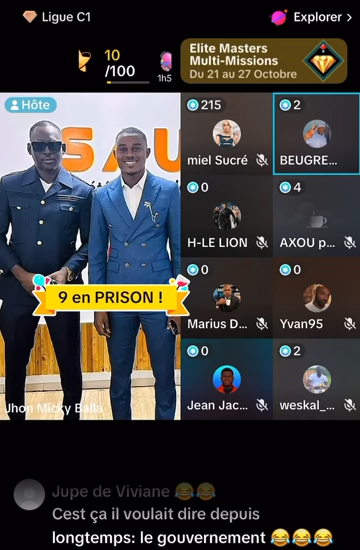 Ligue C1
Explorer >
10
/100
1h5
Elite Masters
Multi-Missions
Du 21 au 27 Octobre
Hôte
SAU
9 en PRISON !
Jhon Micky Balla
215
miel Sucré
2
BEUGRE...
0
H-LE LION
4
AXOU p...
0
Marius D...
0
Yvan95
0
Jean Jac...
2
weskal_...
Jupe de Viviane 😂😂
Cest ça il voulait dire depuis
longtemps: le gouvernement 😂😂😂